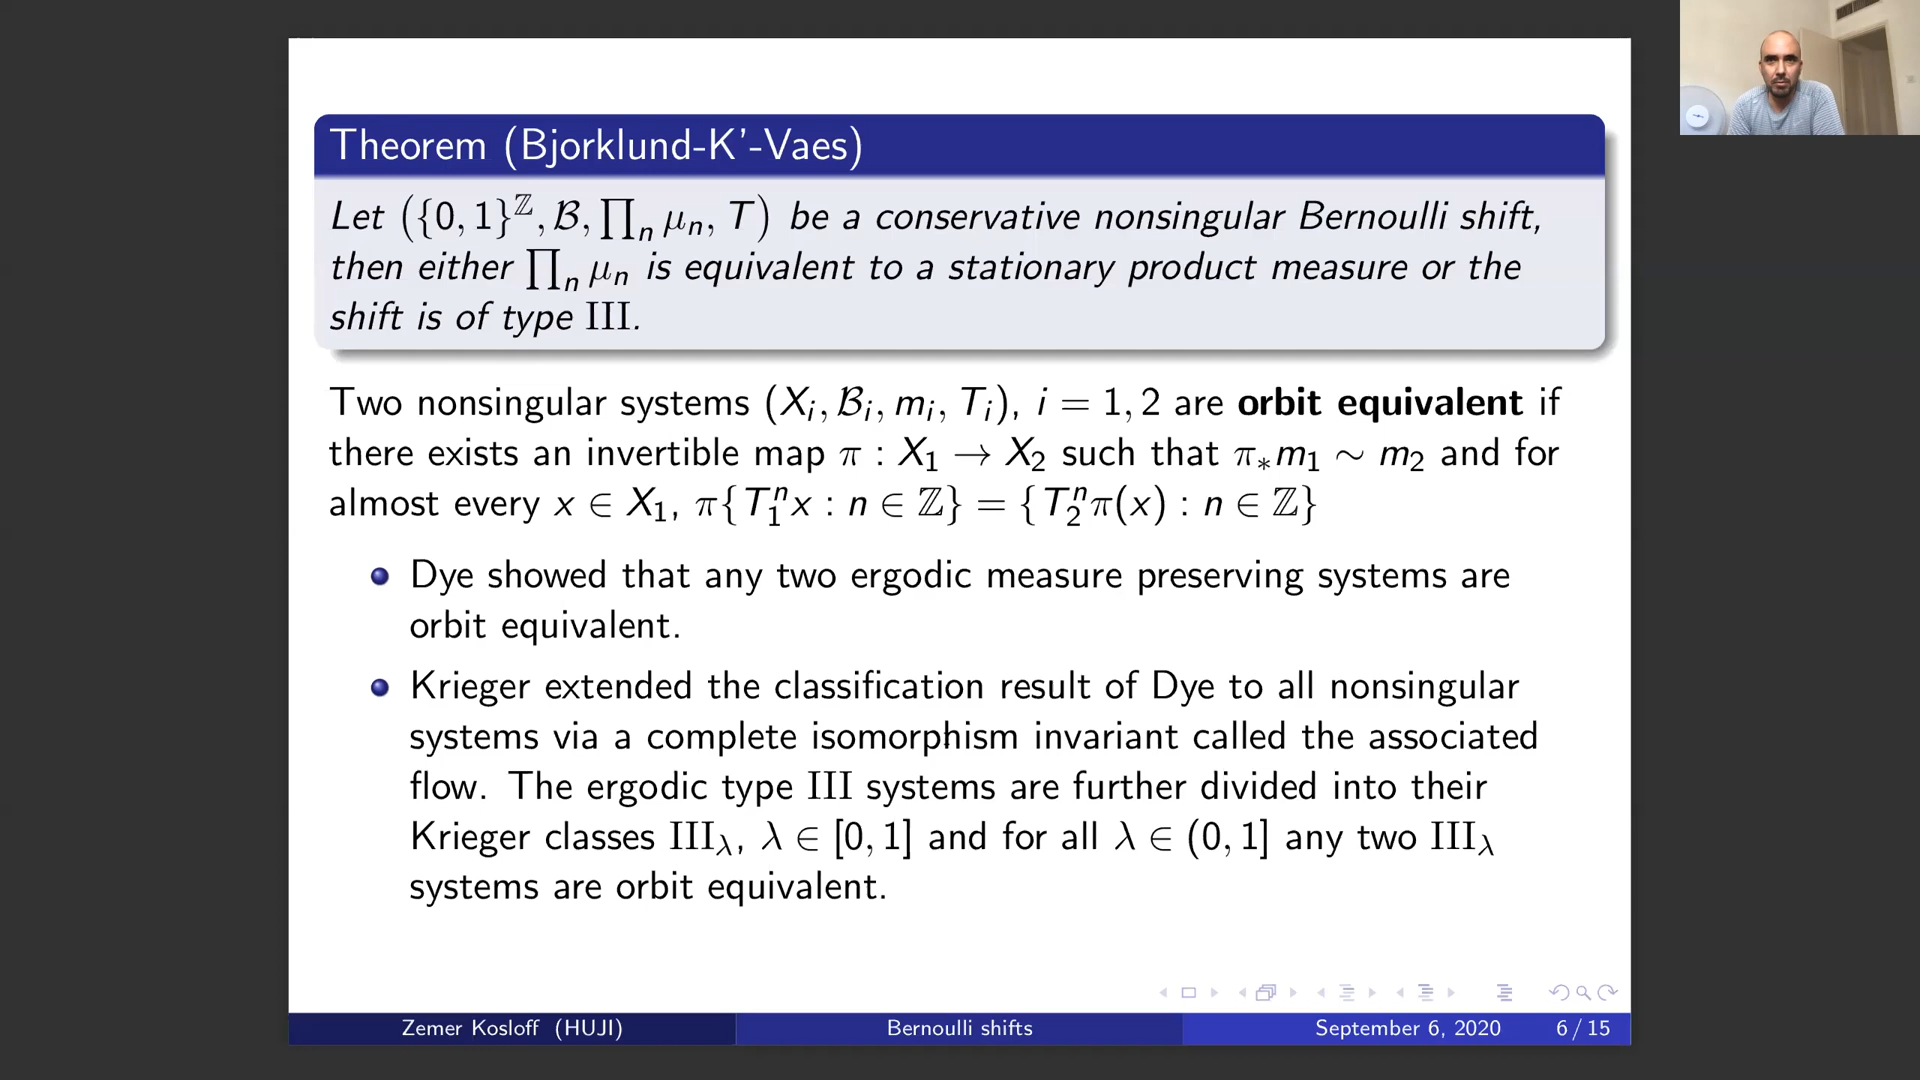 Theorem (Bjorklund-K'-Vaes)
Let ({0, 1}^ℤ, ℬ, ∏_n μ_n, T) be a conservative nonsingular Bernoulli shift,
then either ∏_n μ_n is equivalent to a stationary product measure or the
shift is of type III.
Two nonsingular systems (X_i, ℬ_i, m_i, T_i), i = 1, 2 are orbit equivalent if
there exists an invertible map π : X_1 → X_2 such that π_*m_1 ∼ m_2 and for
almost every x ∈ X_1, π{T_1^n x : n ∈ ℤ} = {T_2^n π(x) : n ∈ ℤ}
Dye showed that any two ergodic measure preserving systems are
orbit equivalent.
Krieger extended the classification result of Dye to all nonsingular
systems via a complete isomorphism invariant called the associated
flow. The ergodic type III systems are further divided into their
Krieger classes III_λ, λ ∈ [0, 1] and for all λ ∈ (0, 1] any two III_λ
systems are orbit equivalent.
Zemer Kosloff (HUJI) Bernoulli shifts September 6, 2020 6 / 15